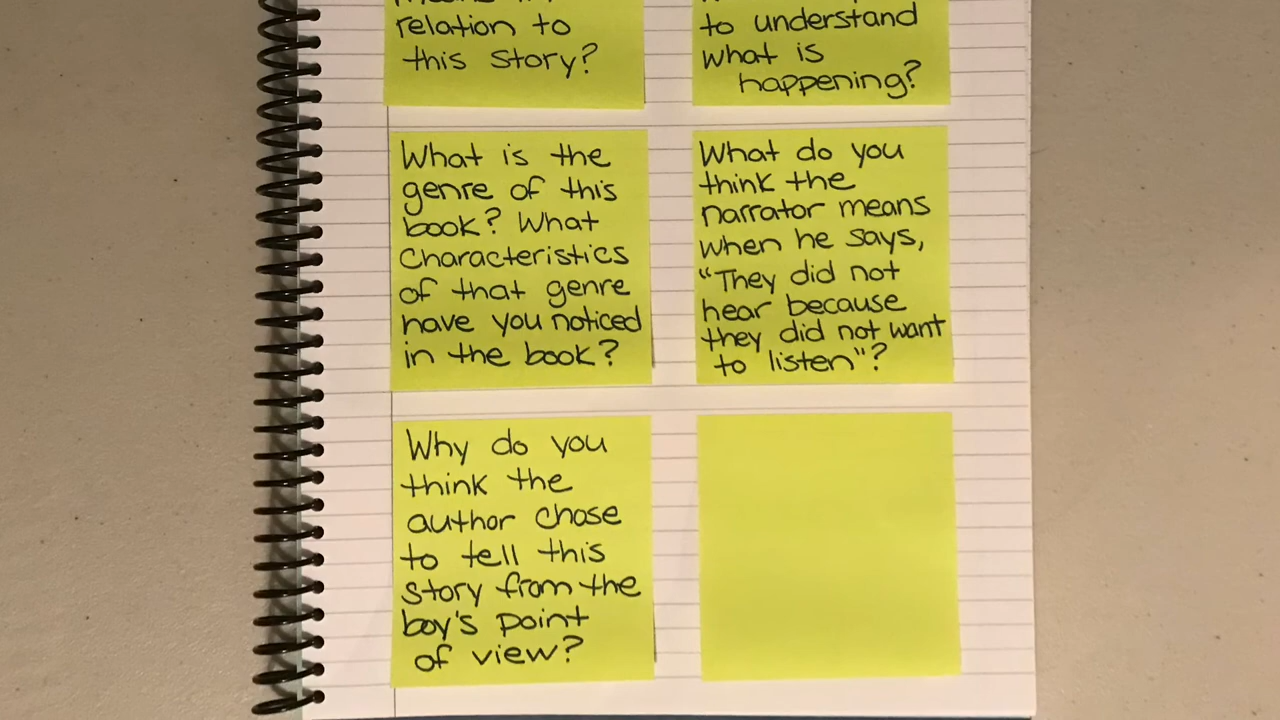 relation to
this story?
to understand
what is
happening?
What is the
genre of this
book? What
Characteristics
of that genre
have you noticed
in the book?
What do you
think the
narrator means
when he says,
"They did not
hear because
they did not want
to listen"?
Why do you
think the
author chose
to tell this
story from the
boy's point
of view?